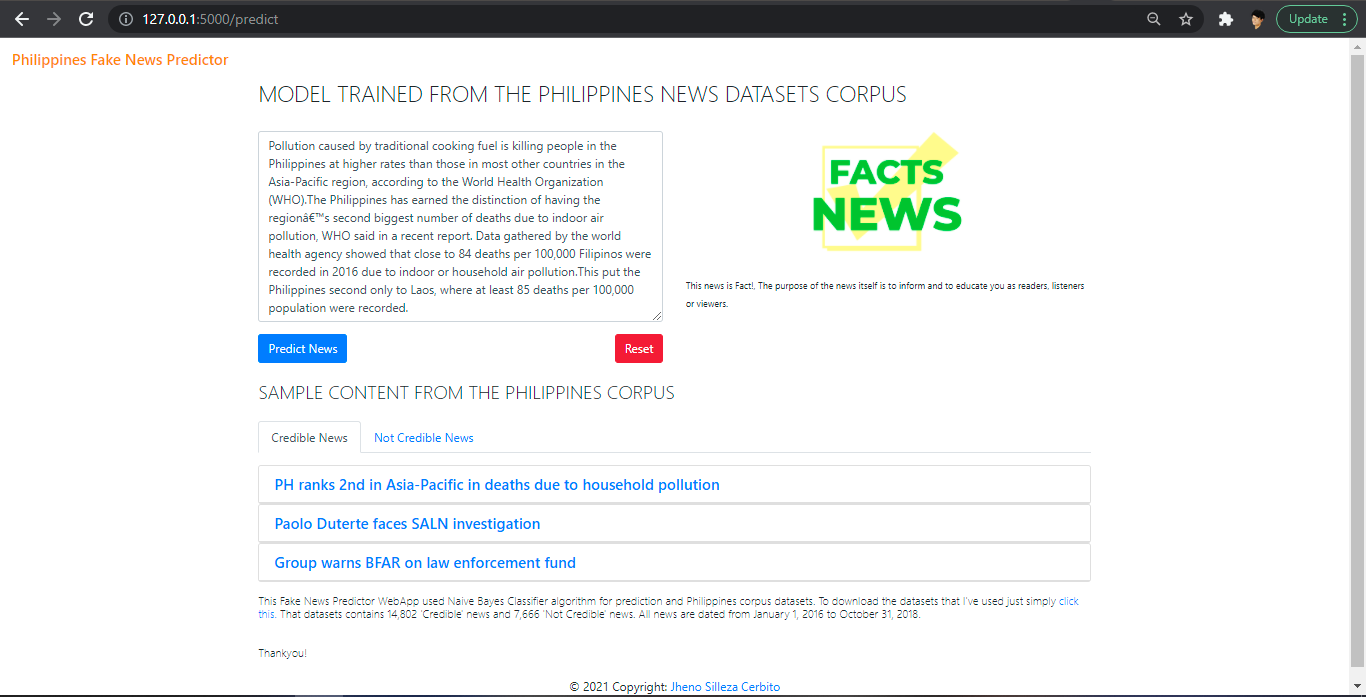 127.0.0.1:5000/predict
Update
Philippines Fake News Predictor
MODEL TRAINED FROM THE PHILIPPINES NEWS DATASETS CORPUS
Pollution caused by traditional cooking fuel is killing people in the
Philippines at higher rates than those in most other countries in the
Asia-Pacific region, according to the World Health Organization
(WHO).The Philippines has earned the distinction of having the
regionâ€™s second biggest number of deaths due to indoor air
pollution, WHO said in a recent report. Data gathered by the world
health agency showed that close to 84 deaths per 100,000 Filipinos were
recorded in 2016 due to indoor or household air pollution.This put the
Philippines second only to Laos, where at least 85 deaths per 100,000
population were recorded.
FACTS
NEWS
This news is Fact!. The purpose of the news itself is to inform and to educate you as readers, listeners
or viewers.
Predict News
Reset
SAMPLE CONTENT FROM THE PHILIPPINES CORPUS
Credible News
Not Credible News
PH ranks 2nd in Asia-Pacific in deaths due to household pollution
Paolo Duterte faces SALN investigation
Group warns BFAR on law enforcement fund
This Fake News Predictor WebApp used Naive Bayes Classifier algorithm for prediction and Philippines corpus datasets. To download the datasets that I've used just simply click
this. That datasets contains 14,802 'Credible' news and 7,666 'Not Credible' news. All news are dated from January 1, 2016 to October 31, 2018.
Thankyou!
© 2021 Copyright: Jheno Silleza Cerbito